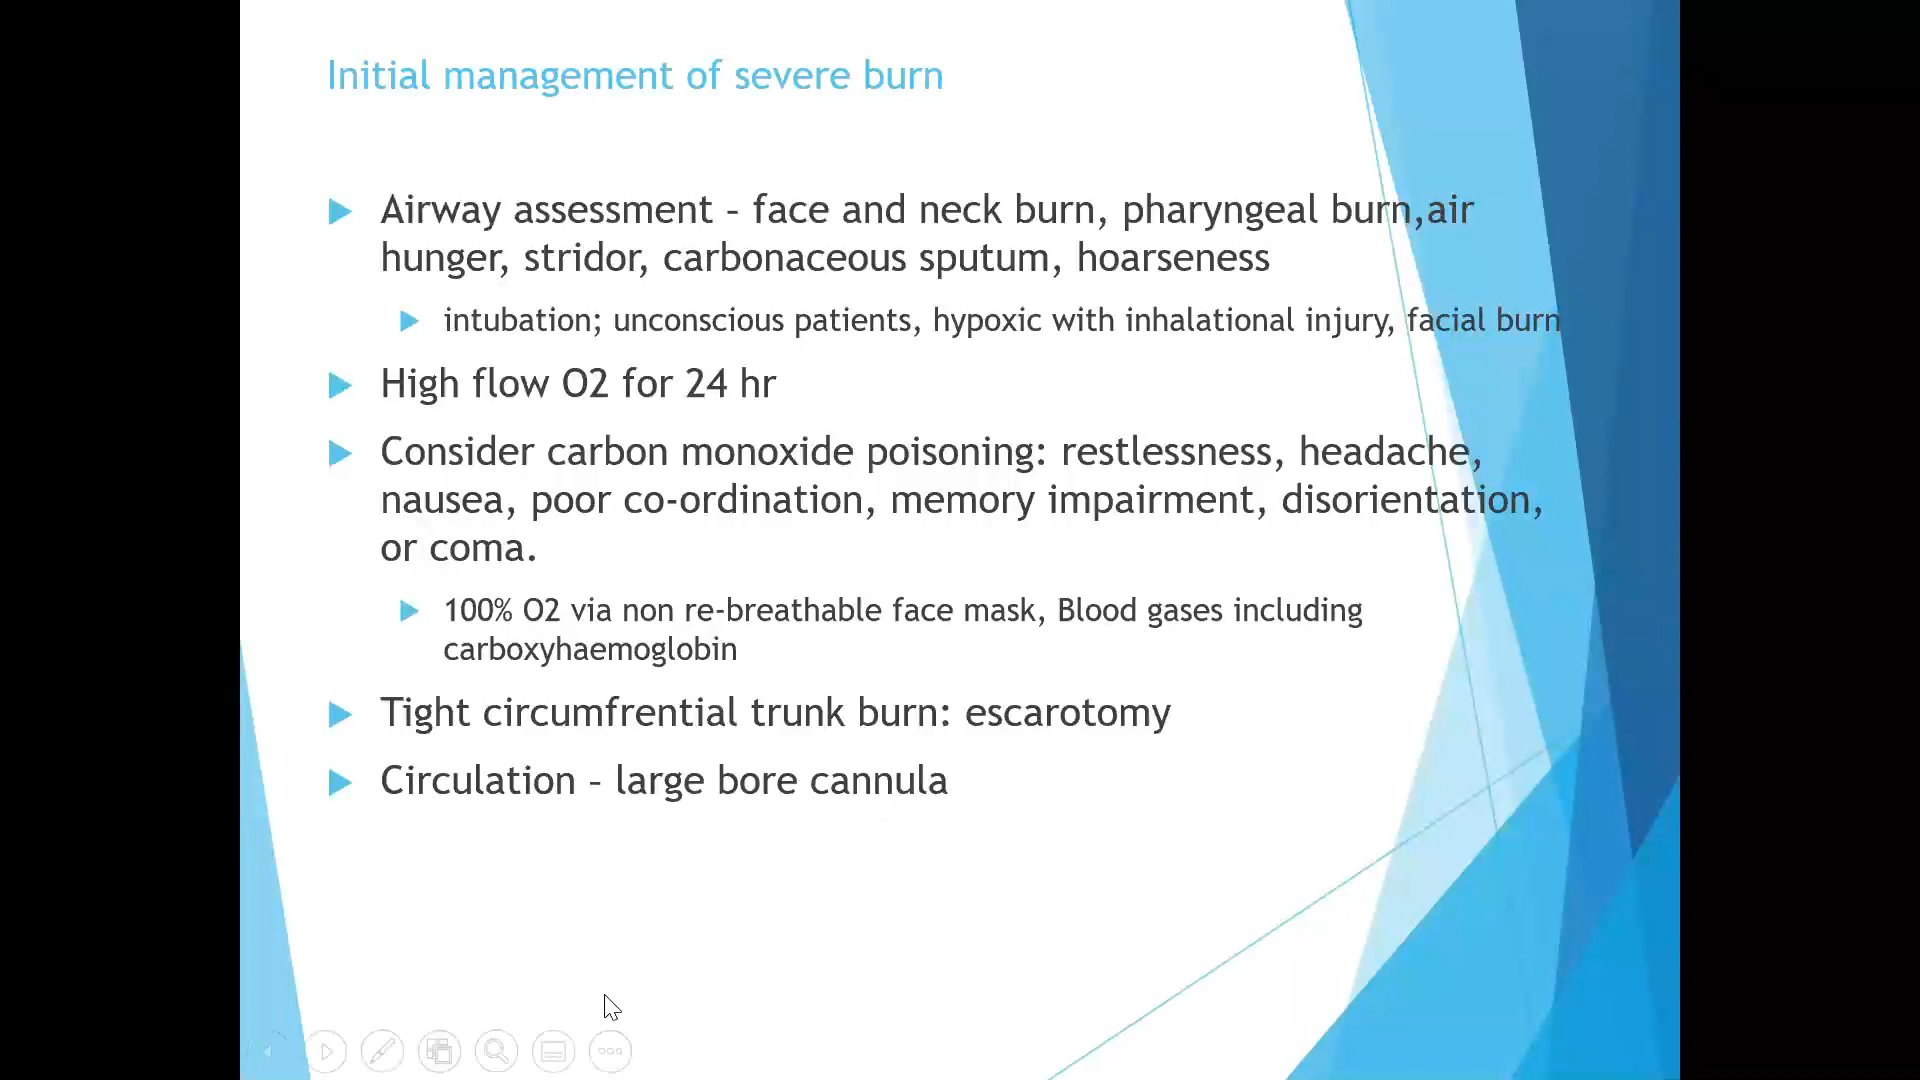 Initial management of severe burn
Airway assessment – face and neck burn, pharyngeal burn,air
hunger, stridor, carbonaceous sputum, hoarseness
intubation; unconscious patients, hypoxic with inhalational injury, facial burn
High flow O2 for 24 hr
Consider carbon monoxide poisoning: restlessness, headache,
nausea, poor co-ordination, memory impairment, disorientation,
or coma.
100% O2 via non re-breathable face mask, Blood gases including
carboxyhaemoglobin
Tight circumfrential trunk burn: escarotomy
Circulation – large bore cannula